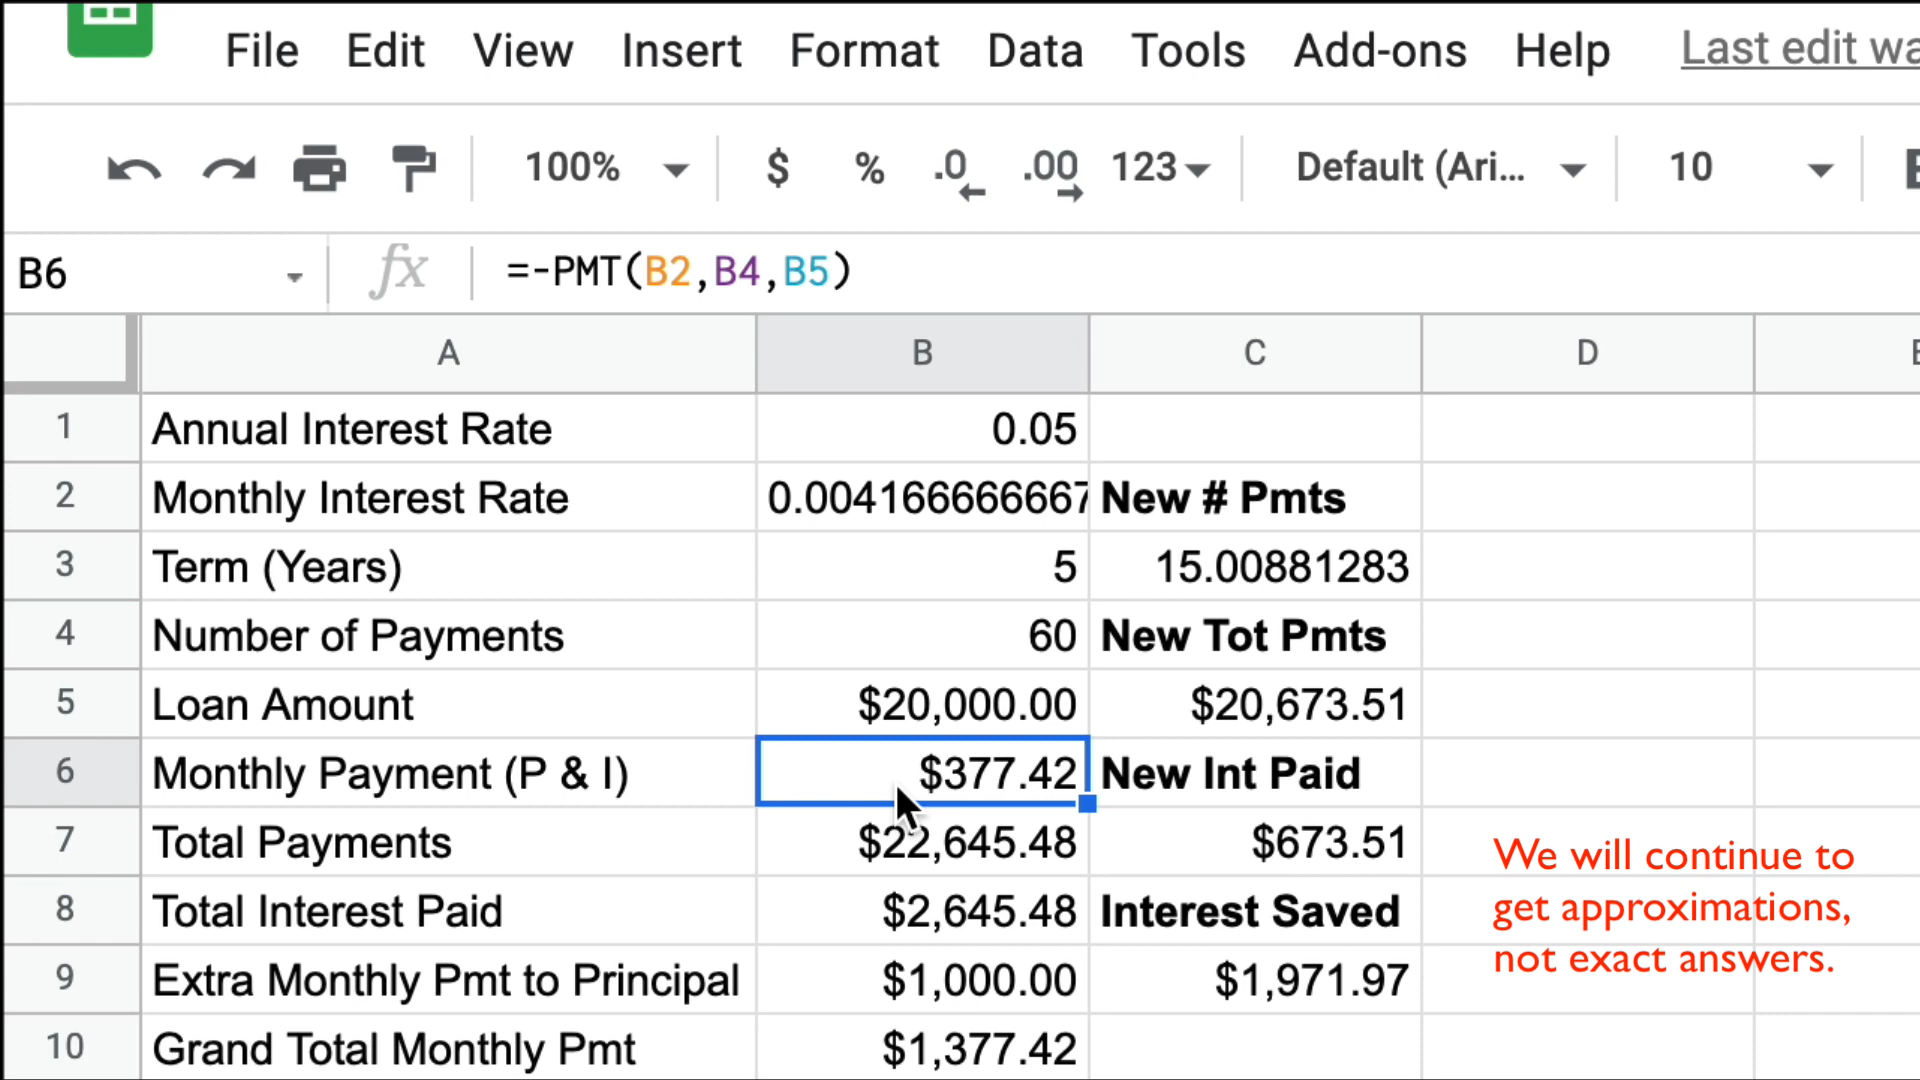 File Edit View Insert Format Data Tools Add-ons Help Last edit wa
100% $ % .0 .00 123 Default (Ari... 10
B6 fx =-PMT(B2,B4,B5)
A B C D
1 Annual Interest Rate 0.05
2 Monthly Interest Rate 0.004166666667 New # Pmts
3 Term (Years) 5 15.00881283
4 Number of Payments 60 New Tot Pmts
5 Loan Amount $20,000.00 $20,673.51
6 Monthly Payment (P & I) $377.42 New Int Paid
7 Total Payments $22,645.48 $673.51
8 Total Interest Paid $2,645.48 Interest Saved
9 Extra Monthly Pmt to Principal $1,000.00 $1,971.97
10 Grand Total Monthly Pmt $1,377.42
We will continue to
get approximations,
not exact answers.